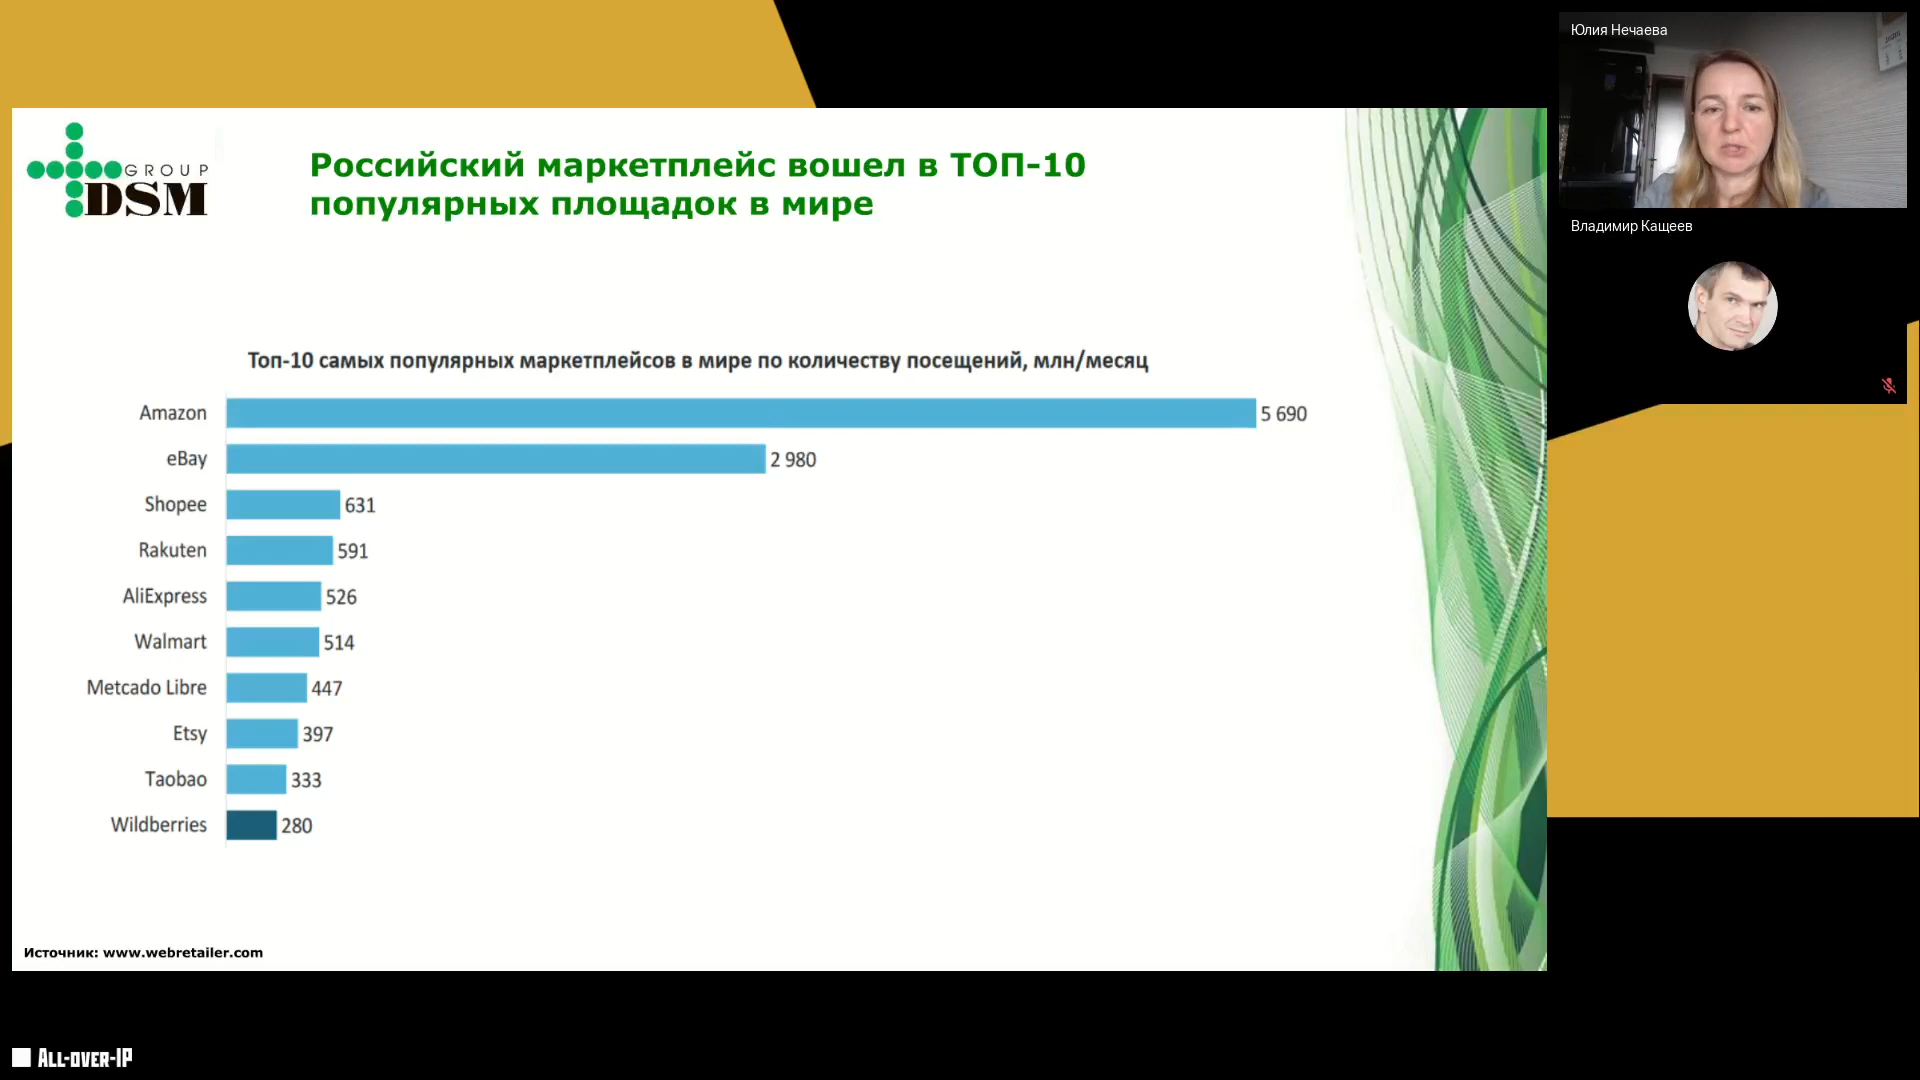 GROUP
DSM
Российский маркетплейс вошел в ТОП-10
популярных площадок в мире
Топ-10 самых популярных маркетплейсов в мире по количеству посещений, млн/месяц
Amazon 5 690
eBay 2 980
Shopee 631
Rakuten 591
AliExpress 526
Walmart 514
Metcado Libre 447
Etsy 397
Taobao 333
Wildberries 280
Источник: www.webretailer.com
Юлия Нечаева
Владимир Кащеев
ALL-OVER-IP